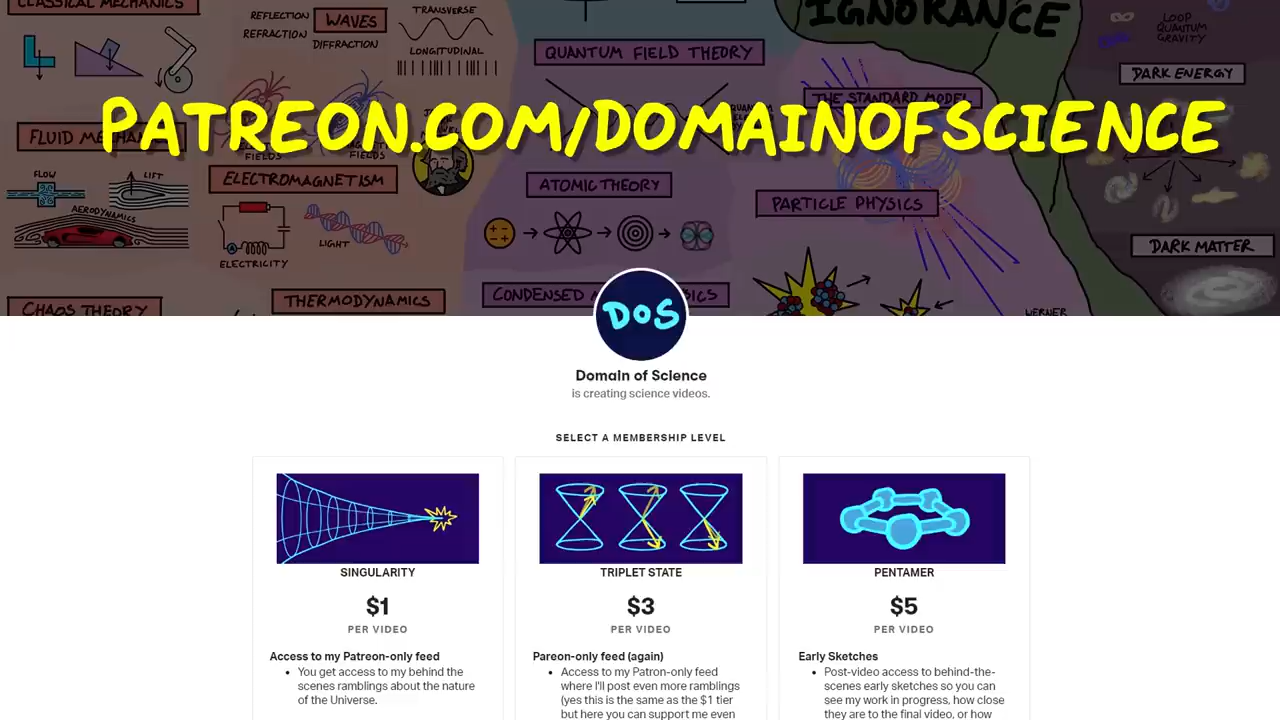 CLASSICAL MECHANICS
REFLECTION
REFRACTION
WAVES
DIFFRACTION
TRANSVERSE
LONGITUDINAL
QUANTUM FIELD THEORY
IGNORANCE
LOOP
QUANTUM
GRAVITY
DARK ENERGY
THE STANDARD MODEL
PATREON.COM/DOMAINOFSCIENCE
FLUID
FIELDS
FIELDS
FLOW
LIFT
AERODYNAMICS
ELECTROMAGNETISM
LIGHT
ELECTRICITY
ATOMIC THEORY
PARTICLE PHYSICS
DARK MATTER
CHAOS THEORY
THERMODYNAMICS
CONDENSED
WERNER
DOS
Domain of Science
is creating science videos.
SELECT A MEMBERSHIP LEVEL
SINGULARITY
$1
PER VIDEO
Access to my Patreon-only feed
• You get access to my behind the
scenes ramblings about the nature
of the Universe.
TRIPLET STATE
$3
PER VIDEO
Pareon-only feed (again)
• Access to my Patron-only feed
where I'll post even more ramblings
(yes this is the same as the $1 tier
but here you can support me even
PENTAMER
$5
PER VIDEO
Early Sketches
• Post-video access to behind-the-
scenes early sketches so you can
see my work in progress, how close
they are to the final video, or how